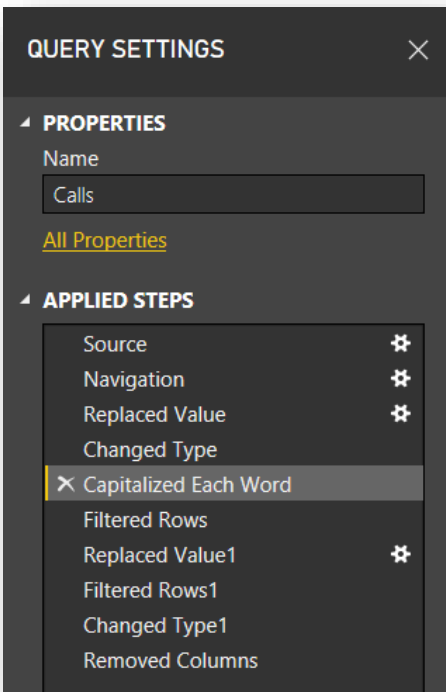 QUERY SETTINGS
PROPERTIES
Name
Calls
All Properties
APPLIED STEPS
Source
Navigation
Replaced Value
Changed Type
Capitalized Each Word
Filtered Rows
Replaced Value1
Filtered Rows1
Changed Type1
Removed Columns